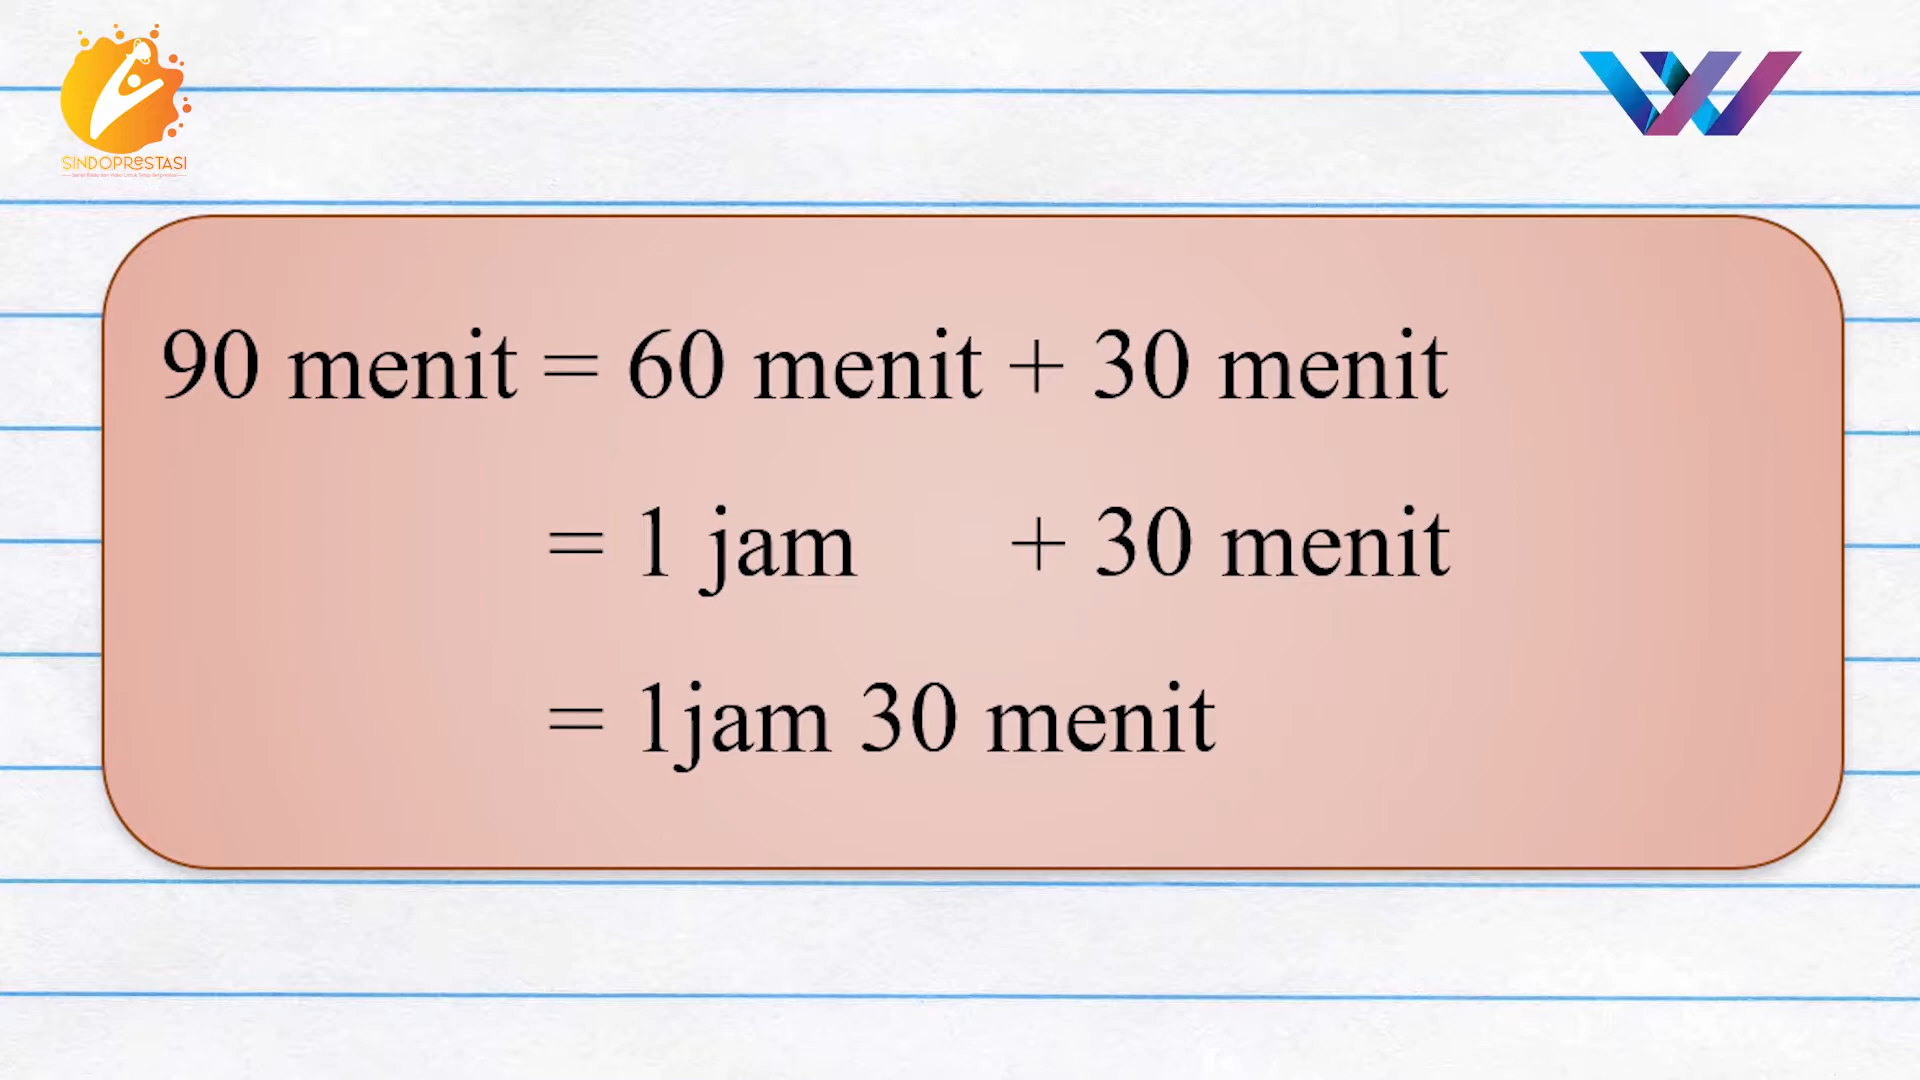 SINDOPRESTASI
90 menit = 60 menit + 30 menit
= 1 jam + 30 menit
= 1jam 30 menit